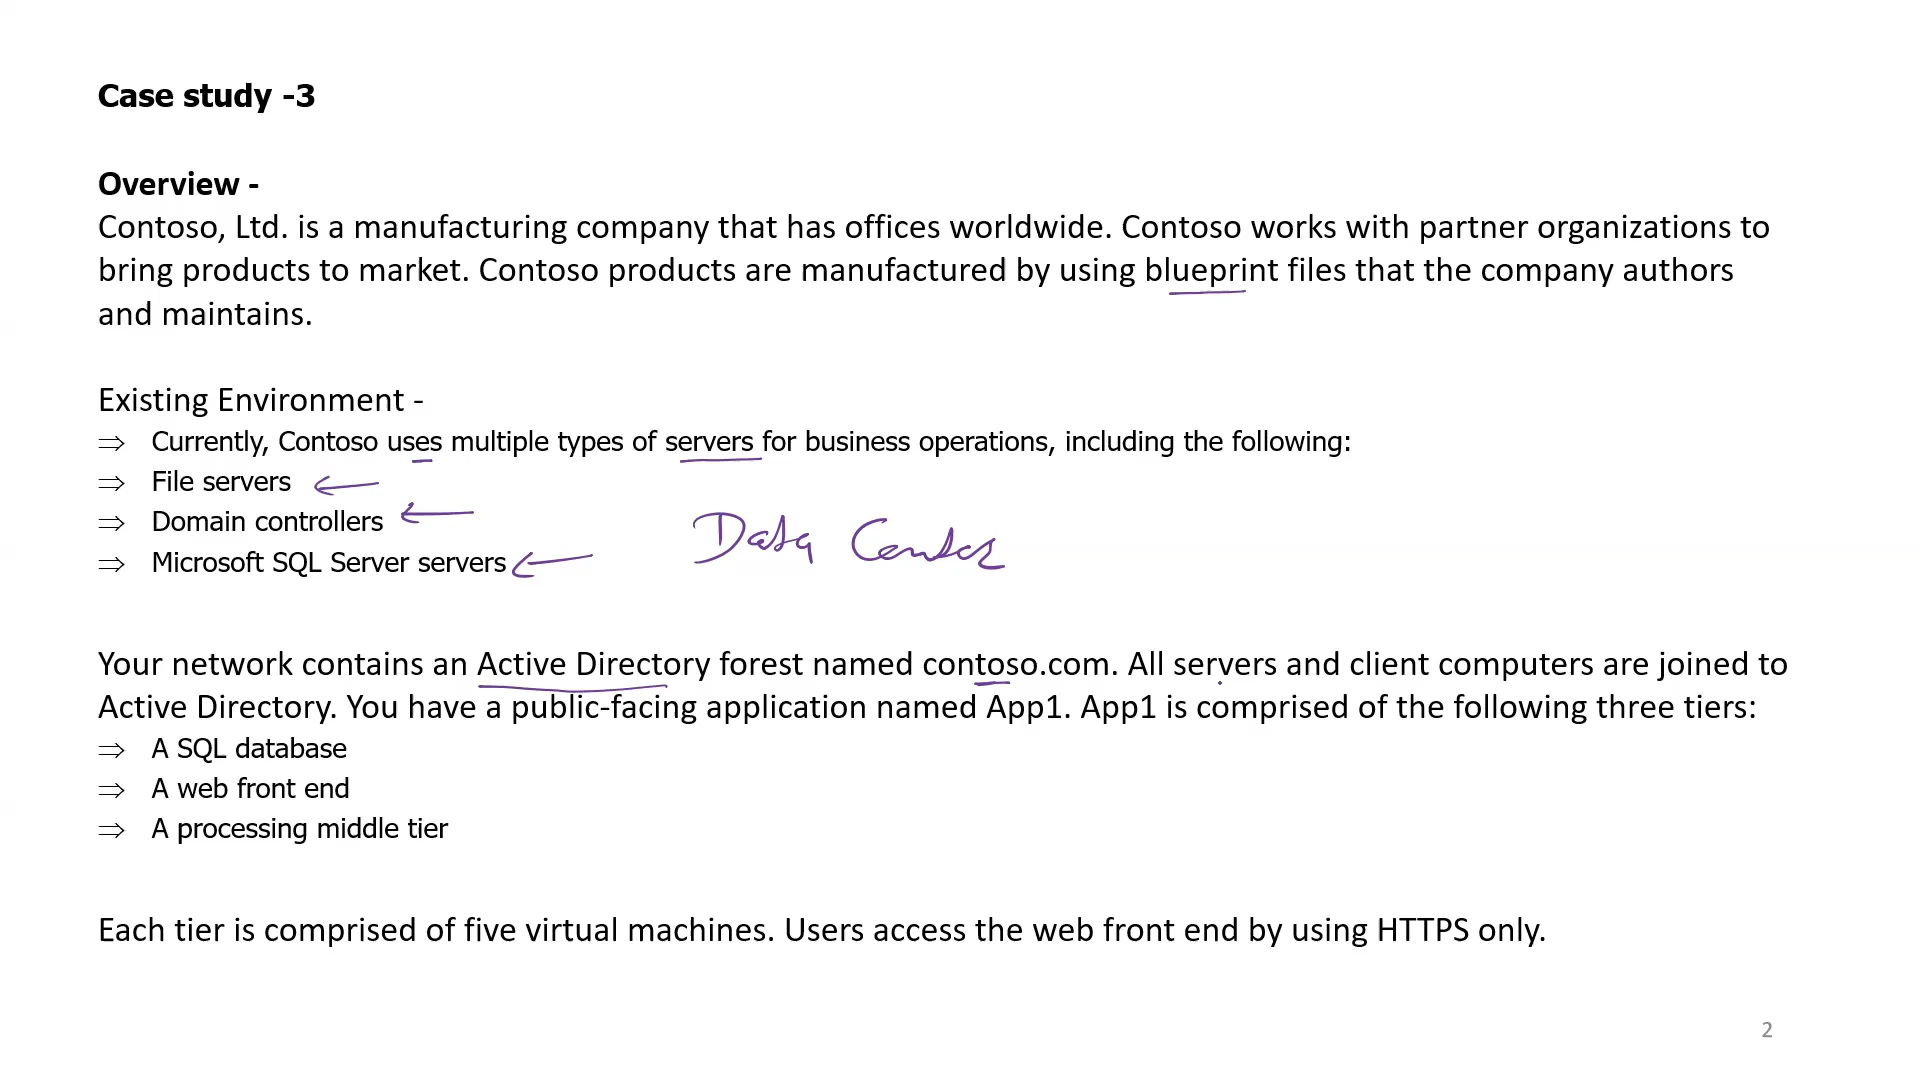 Case study -3
Overview -
Contoso, Ltd. is a manufacturing company that has offices worldwide. Contoso works with partner organizations to
bring products to market. Contoso products are manufactured by using blueprint files that the company authors
and maintains.
Existing Environment -
⇒ Currently, Contoso uses multiple types of servers for business operations, including the following:
⇒ File servers
⇒ Domain controllers
⇒ Microsoft SQL Server servers
Data Center
Your network contains an Active Directory forest named contoso.com. All servers and client computers are joined to
Active Directory. You have a public-facing application named App1. App1 is comprised of the following three tiers:
⇒ A SQL database
⇒ A web front end
⇒ A processing middle tier
Each tier is comprised of five virtual machines. Users access the web front end by using HTTPS only.
2